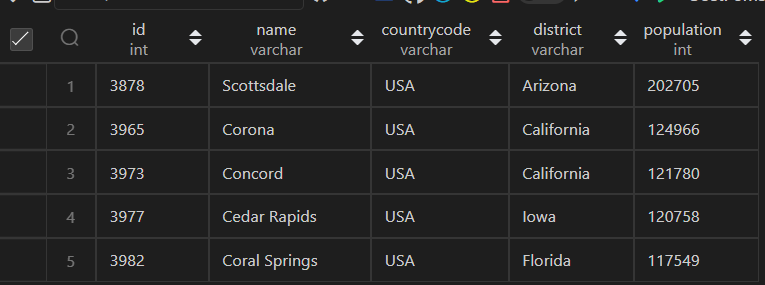 id name countrycode district population
int varchar varchar varchar int
1 3878 Scottsdale USA Arizona 202705
2 3965 Corona USA California 124966
3 3973 Concord USA California 121780
4 3977 Cedar Rapids USA Iowa 120758
5 3982 Coral Springs USA Florida 117549